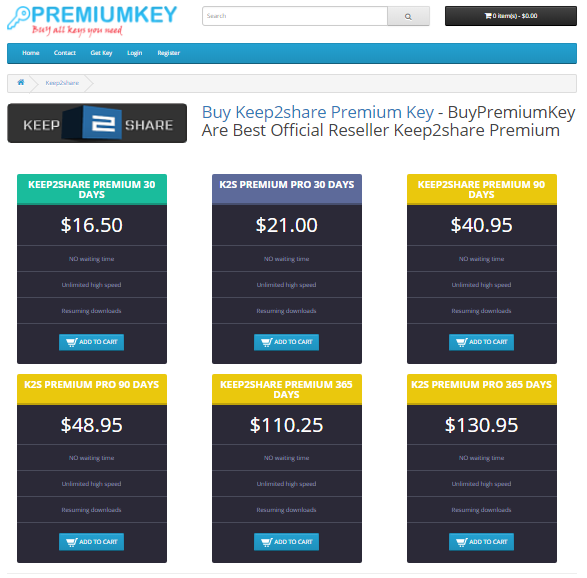 PREMIUMKEY
Buy all keys you need
Search
0 item(s) - $0.00
Home Contact Get Key Login Register
Keep2share
KEEP 2 SHARE
Buy Keep2share Premium Key - BuyPremiumKey
Are Best Official Reseller Keep2share Premium
KEEP2SHARE PREMIUM 30
DAYS
$16.50
NO waiting time
Unlimited high speed
Resuming downloads
ADD TO CART
K2S PREMIUM PRO 30 DAYS
$21.00
NO waiting time
Unlimited high speed
Resuming downloads
ADD TO CART
KEEP2SHARE PREMIUM 90
DAYS
$40.95
NO waiting time
Unlimited high speed
Resuming downloads
ADD TO CART
K2S PREMIUM PRO 90 DAYS
$48.95
NO waiting time
Unlimited high speed
Resuming downloads
ADD TO CART
KEEP2SHARE PREMIUM 365
DAYS
$110.25
NO waiting time
Unlimited high speed
Resuming downloads
ADD TO CART
K2S PREMIUM PRO 365 DAYS
$130.95
NO waiting time
Unlimited high speed
Resuming downloads
ADD TO CART